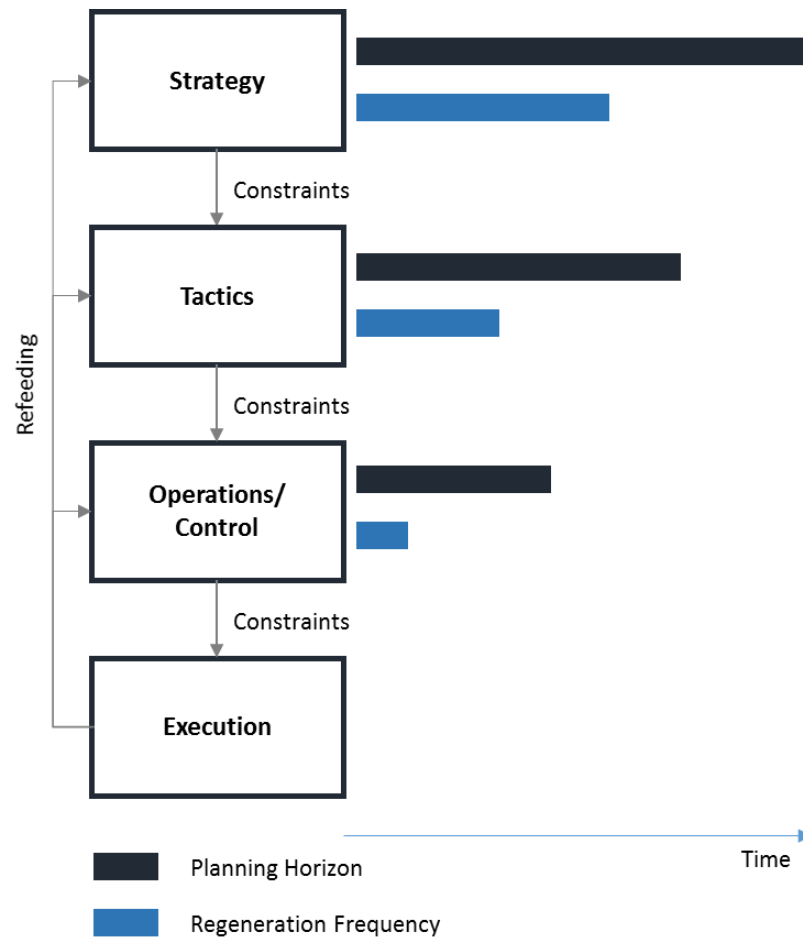 Strategy
Constraints
Tactics
Refeeding
Constraints
Operations/
Control
Constraints
Execution
Time
Planning Horizon
Regeneration Frequency